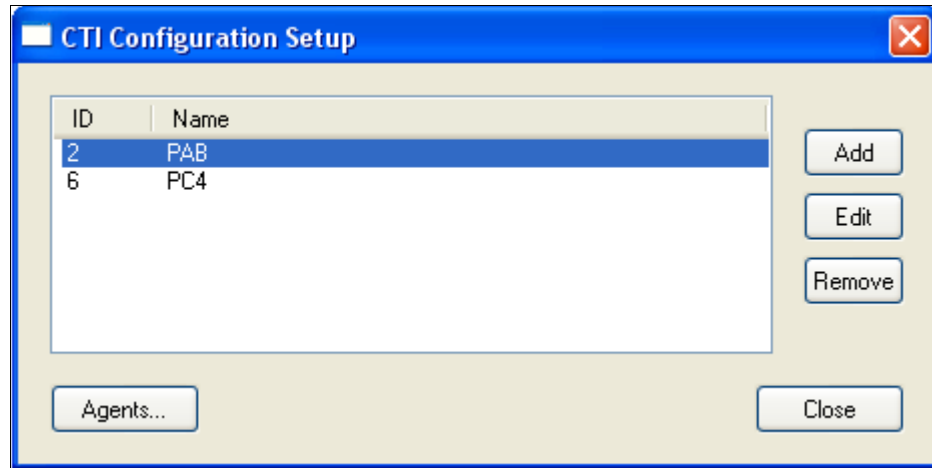 CTI Configuration Setup
ID Name
2 PAB
6 PC4
Add
Edit
Remove
Agents...
Close